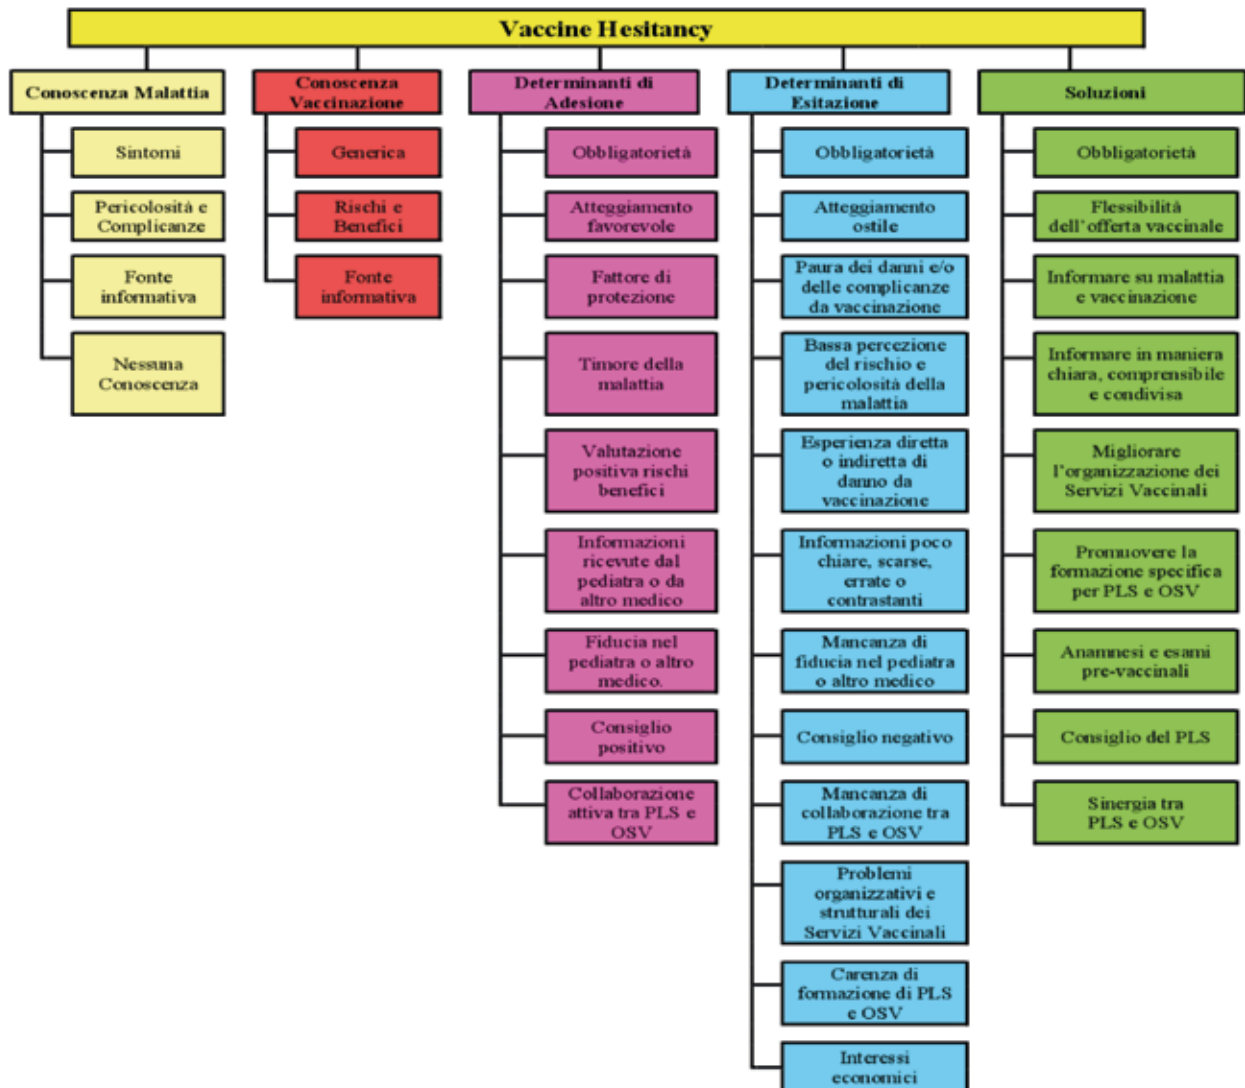 Vaccine Hesitancy
Conoscenza Malattia
Sintomi
Pericolosità e
Complicanze
Fonte
informativa
Nessuna
Conoscenza
Conoscenza
Vaccinazione
Generica
Rischi e
Benefici
Fonte
informativa
Determinanti di
Adesione
Obbligatorietà
Atteggiamento
favorevole
Fattore di
protezione
Timore della
malattia
Valutazione
positiva rischi
benefici
Informazioni
ricevute dal
pediatra o da
altro medico
Fiducia nel
pediatra o altro
medico.
Consiglio
positivo
Collaborazione
attiva tra PLS e
OSV
Determinanti di
Esitazione
Obbligatorietà
Atteggiamento
ostile
Paura dei danni e/o
delle complicanze
da vaccinazione
Bassa percezione
del rischio e
pericolosità della
malattia
Esperienza diretta
o indiretta di
danno da
vaccinazione
Informazioni poco
chiare, scarse,
errate o
contrastanti
Mancanza di
fiducia nel pediatra
o altro medico
Consiglio negativo
Mancanza di
collaborazione tra
PLS e OSV
Problemi
organizzativi e
strutturali dei
Servizi Vaccinali
Carenza di
formazione di PLS
e OSV
Interessi
economici
Soluzioni
Obbligatorietà
Flessibilità
dell'offerta vaccinale
Informare su malattia
e vaccinazione
Informare in maniera
chiara, comprensibile
e condivisa
Migliorare
l'organizzazione dei
Servizi Vaccinali
Promuovere la
formazione specifica
per PLS e OSV
Anamnesi e esami
pre-vaccinali
Consiglio del PLS
Sinergia tra
PLS e OSV